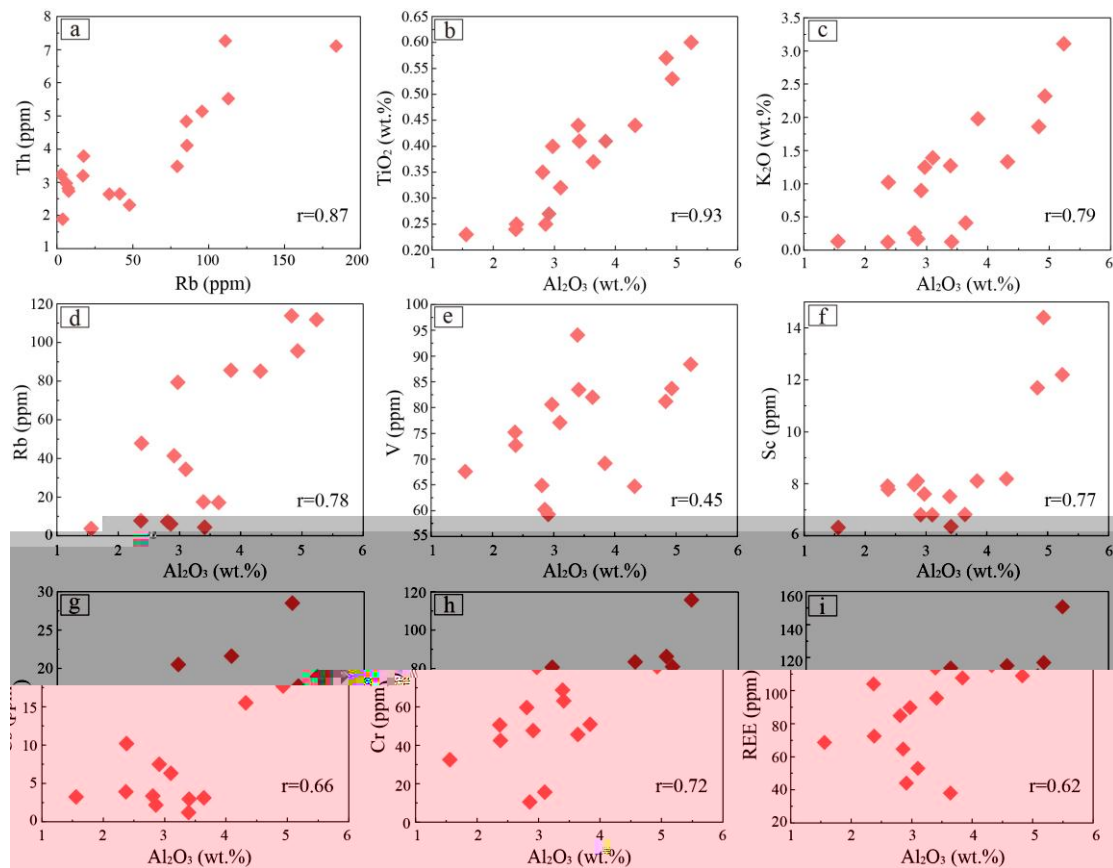 a
8
7
6
5
4
3
2
1
Th (ppm)
r=0.87
0 50 100 150 200
Rb (ppm)
b
0.65
0.60
0.55
0.50
0.45
0.40
0.35
0.30
0.25
0.20
TiO₂ (wt.%)
r=0.93
1 2 3 4 5 6
Al₂O₃ (wt.%)
c
3.5
3.0
2.5
2.0
1.5
1.0
0.5
0.0
K₂O (wt.%)
r=0.79
1 2 3 4 5 6
Al₂O₃ (wt.%)
d
120
100
80
60
40
20
0
Rb (ppm)
r=0.78
1 2 3 4 5 6
Al₂O₃ (wt.%)
e
100
95
90
85
80
75
70
65
60
55
V (ppm)
r=0.45
1 2 3 4 5 6
Al₂O₃ (wt.%)
f
14
12
10
8
6
Sc (ppm)
r=0.77
1 2 3 4 5 6
Al₂O₃ (wt.%)
g
30
25
20
15
10
5
0
(ppm)
r=0.66
1 2 3 4 5 6
Al₂O₃ (wt.%)
h
120
100
80
60
40
20
0
Cr (ppm)
r=0.72
1 2 3 4 5 6
Al₂O₃ (wt.%)
i
160
140
120
100
80
60
40
20
REE (ppm)
r=0.62
1 2 3 4 5 6
Al₂O₃ (wt.%)